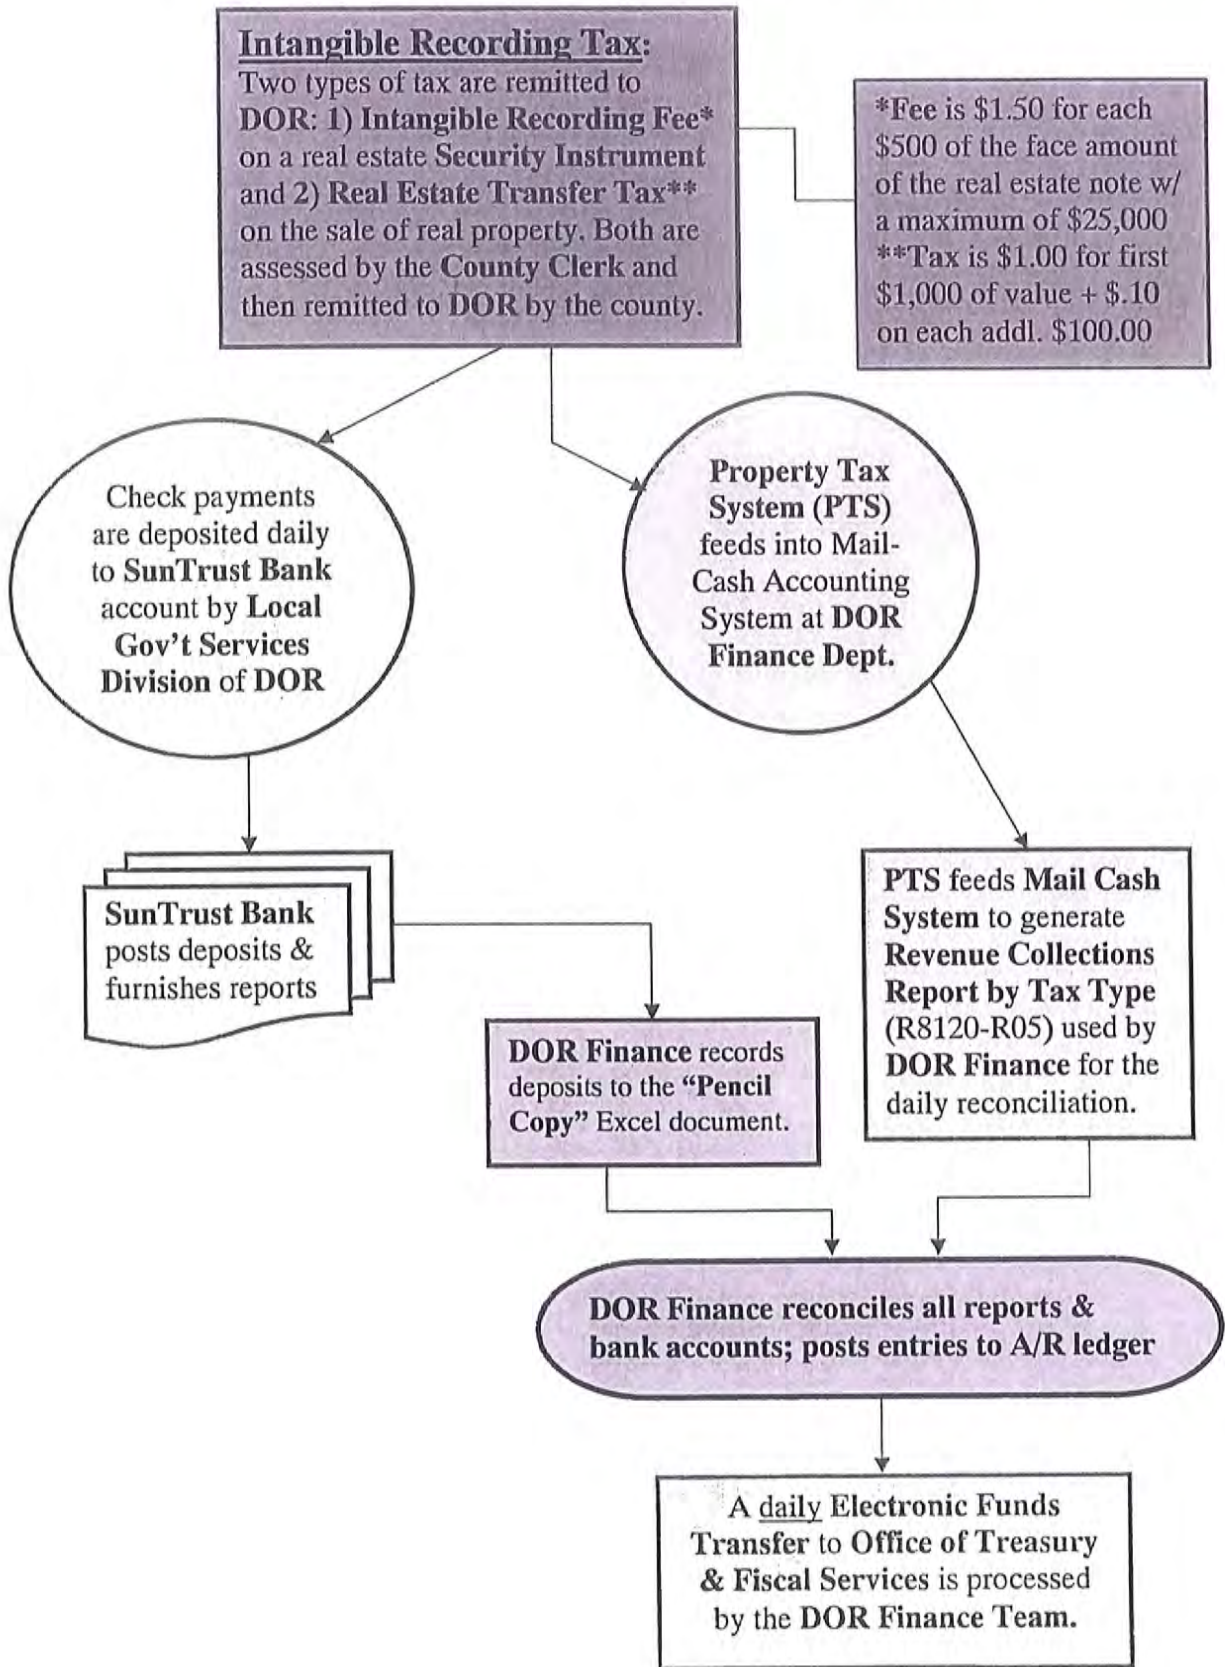 Intangible Recording Tax:
Two types of tax are remitted to
DOR: 1) Intangible Recording Fee*
on a real estate Security Instrument
and 2) Real Estate Transfer Tax**
on the sale of real property. Both are
assessed by the County Clerk and
then remitted to DOR by the county.
*Fee is $1.50 for each
$500 of the face amount
of the real estate note w/
a maximum of $25,000
**Tax is $1.00 for first
$1,000 of value + $.10
on each addl. $100.00
Check payments
are deposited daily
to SunTrust Bank
account by Local
Gov't Services
Division of DOR
Property Tax
System (PTS)
feeds into Mail-
Cash Accounting
System at DOR
Finance Dept.
SunTrust Bank
posts deposits &
furnishes reports
DOR Finance records
deposits to the “Pencil
Copy” Excel document.
PTS feeds Mail Cash
System to generate
Revenue Collections
Report by Tax Type
(R8120-R05) used by
DOR Finance for the
daily reconciliation.
DOR Finance reconciles all reports &
bank accounts; posts entries to A/R ledger
A daily Electronic Funds
Transfer to Office of Treasury
& Fiscal Services is processed
by the DOR Finance Team.